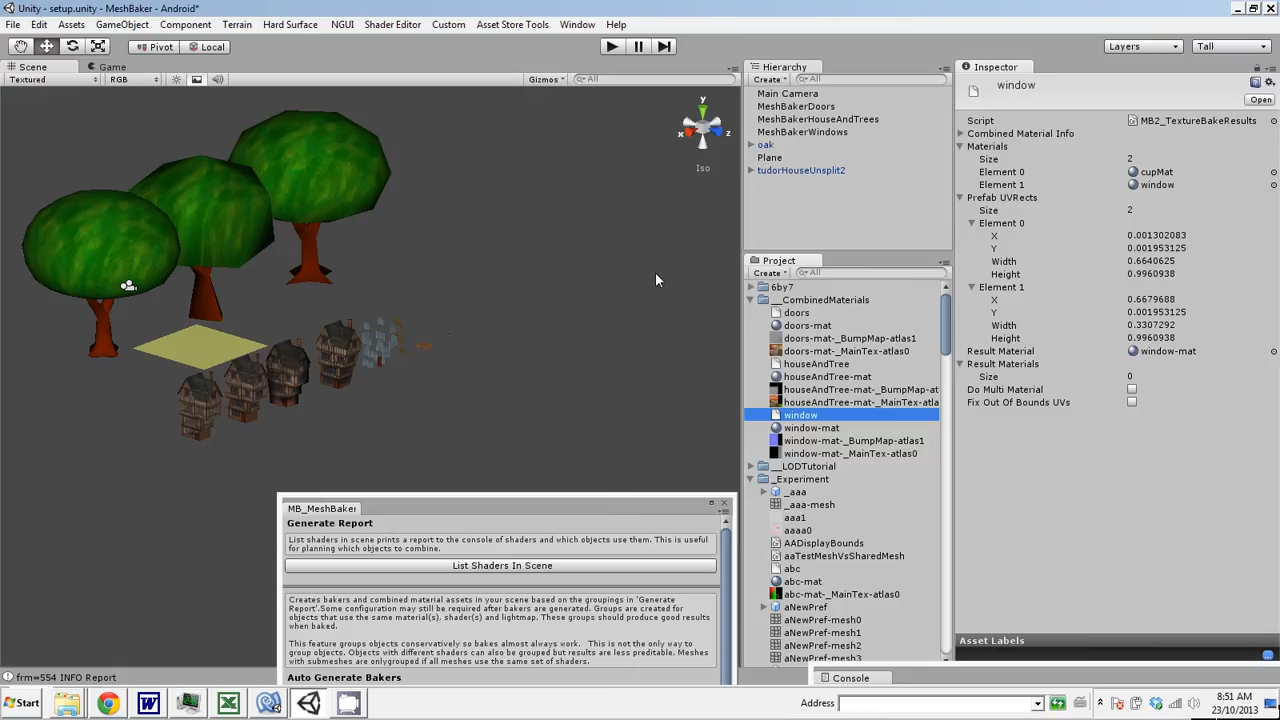 Unity - setup.unity - MeshBaker - Android*
File Edit Assets GameObject Component Terrain Hard Surface NGUI Shader Editor Custom Asset Store Tools Window Help
Pivot Local Layers Tall
Scene Game
Textured RGB Gizmos All
y
x z
Iso
Hierarchy
Create All
Main Camera
MeshBakerDoors
MeshBakerHouseAndTrees
MeshBakerWindows
oak
Plane
tudorHouseUnsplit2
Project
Create All
6by7
__CombinedMaterials
doors
doors-mat
doors-mat-_BumpMap-atlas1
doors-mat-_MainTex-atlas0
houseAndTree
houseAndTree-mat
houseAndTree-mat-_BumpMap-at
houseAndTree-mat-_MainTex-atla
window
window-mat
window-mat-_BumpMap-atlas1
window-mat-_MainTex-atlas0
__LODTutorial
_Experiment
_aaa
_aaa-mesh
aaa1
aaaa0
AADisplayBounds
aaTestMeshVsSharedMesh
abc
abc-mat
abc-mat-_MainTex-atlas0
aNewPref
aNewPref-mesh0
aNewPref-mesh1
aNewPref-mesh2
aNewPref-mesh3
Inspector
window
Open
Script MB2_TextureBakeResults
Combined Material Info
Materials
Size 2
Element 0 cupMat
Element 1 window
Prefab UVRects
Size 2
Element 0
X 0.001302083
Y 0.001953125
Width 0.6640625
Height 0.9960938
Element 1
X 0.6679688
Y 0.001953125
Width 0.3307292
Height 0.9960938
Result Material window-mat
Result Materials
Size 0
Do Multi Material
Fix Out Of Bounds UVs
Asset Labels
MB_MeshBaker
Generate Report
List shaders in scene prints a report to the console of shaders and which objects use them. This is useful
for planning which objects to combine.
List Shaders In Scene
Creates bakers and combined material assets in your scene based on the groupings in 'Generate
Report'.Some configuration may still be required after bakers are generated. Groups are created for
objects that use the same material(s), shader(s) and lightmap. These groups should produce good results
when baked.
This feature groups objects conservatively so bakes almost always work. This is not the only way to
group objects. Objects with different shaders can also be grouped but results are less preditable. Meshes
with submeshes are onlygrouped if all meshes use the same set of shaders.
Auto Generate Bakers
frm=554 INFO Report
Console
Start Address 8:51 AM
23/10/2013